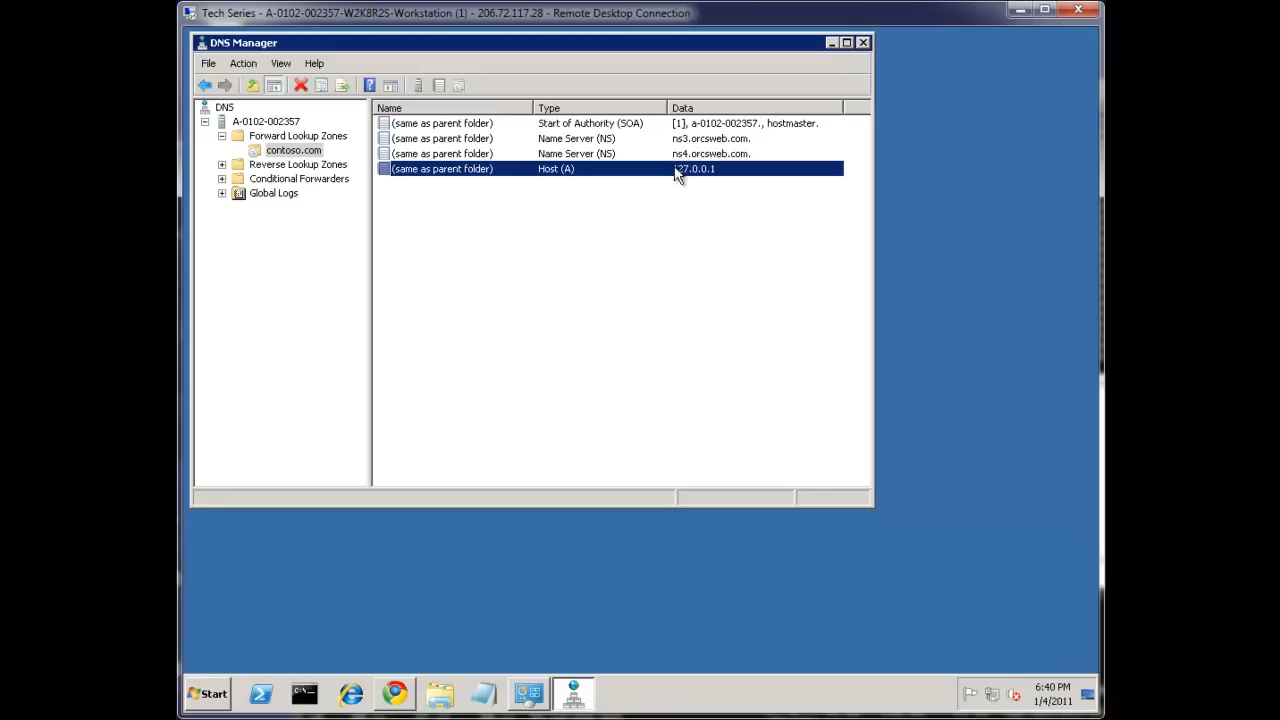 Tech Series - A-0102-002357-W2K8R2S-Workstation (1) - 206.72.117.28 - Remote Desktop Connection
DNS Manager
File Action View Help
DNS
A-0102-002357
Forward Lookup Zones
contoso.com
Reverse Lookup Zones
Conditional Forwarders
Global Logs
Name Type Data
(same as parent folder) Start of Authority (SOA) [1], a-0102-002357., hostmaster.
(same as parent folder) Name Server (NS) ns3.orcsweb.com.
(same as parent folder) Name Server (NS) ns4.orcsweb.com.
(same as parent folder) Host (A) 127.0.0.1
Start
6:40 PM
1/4/2011